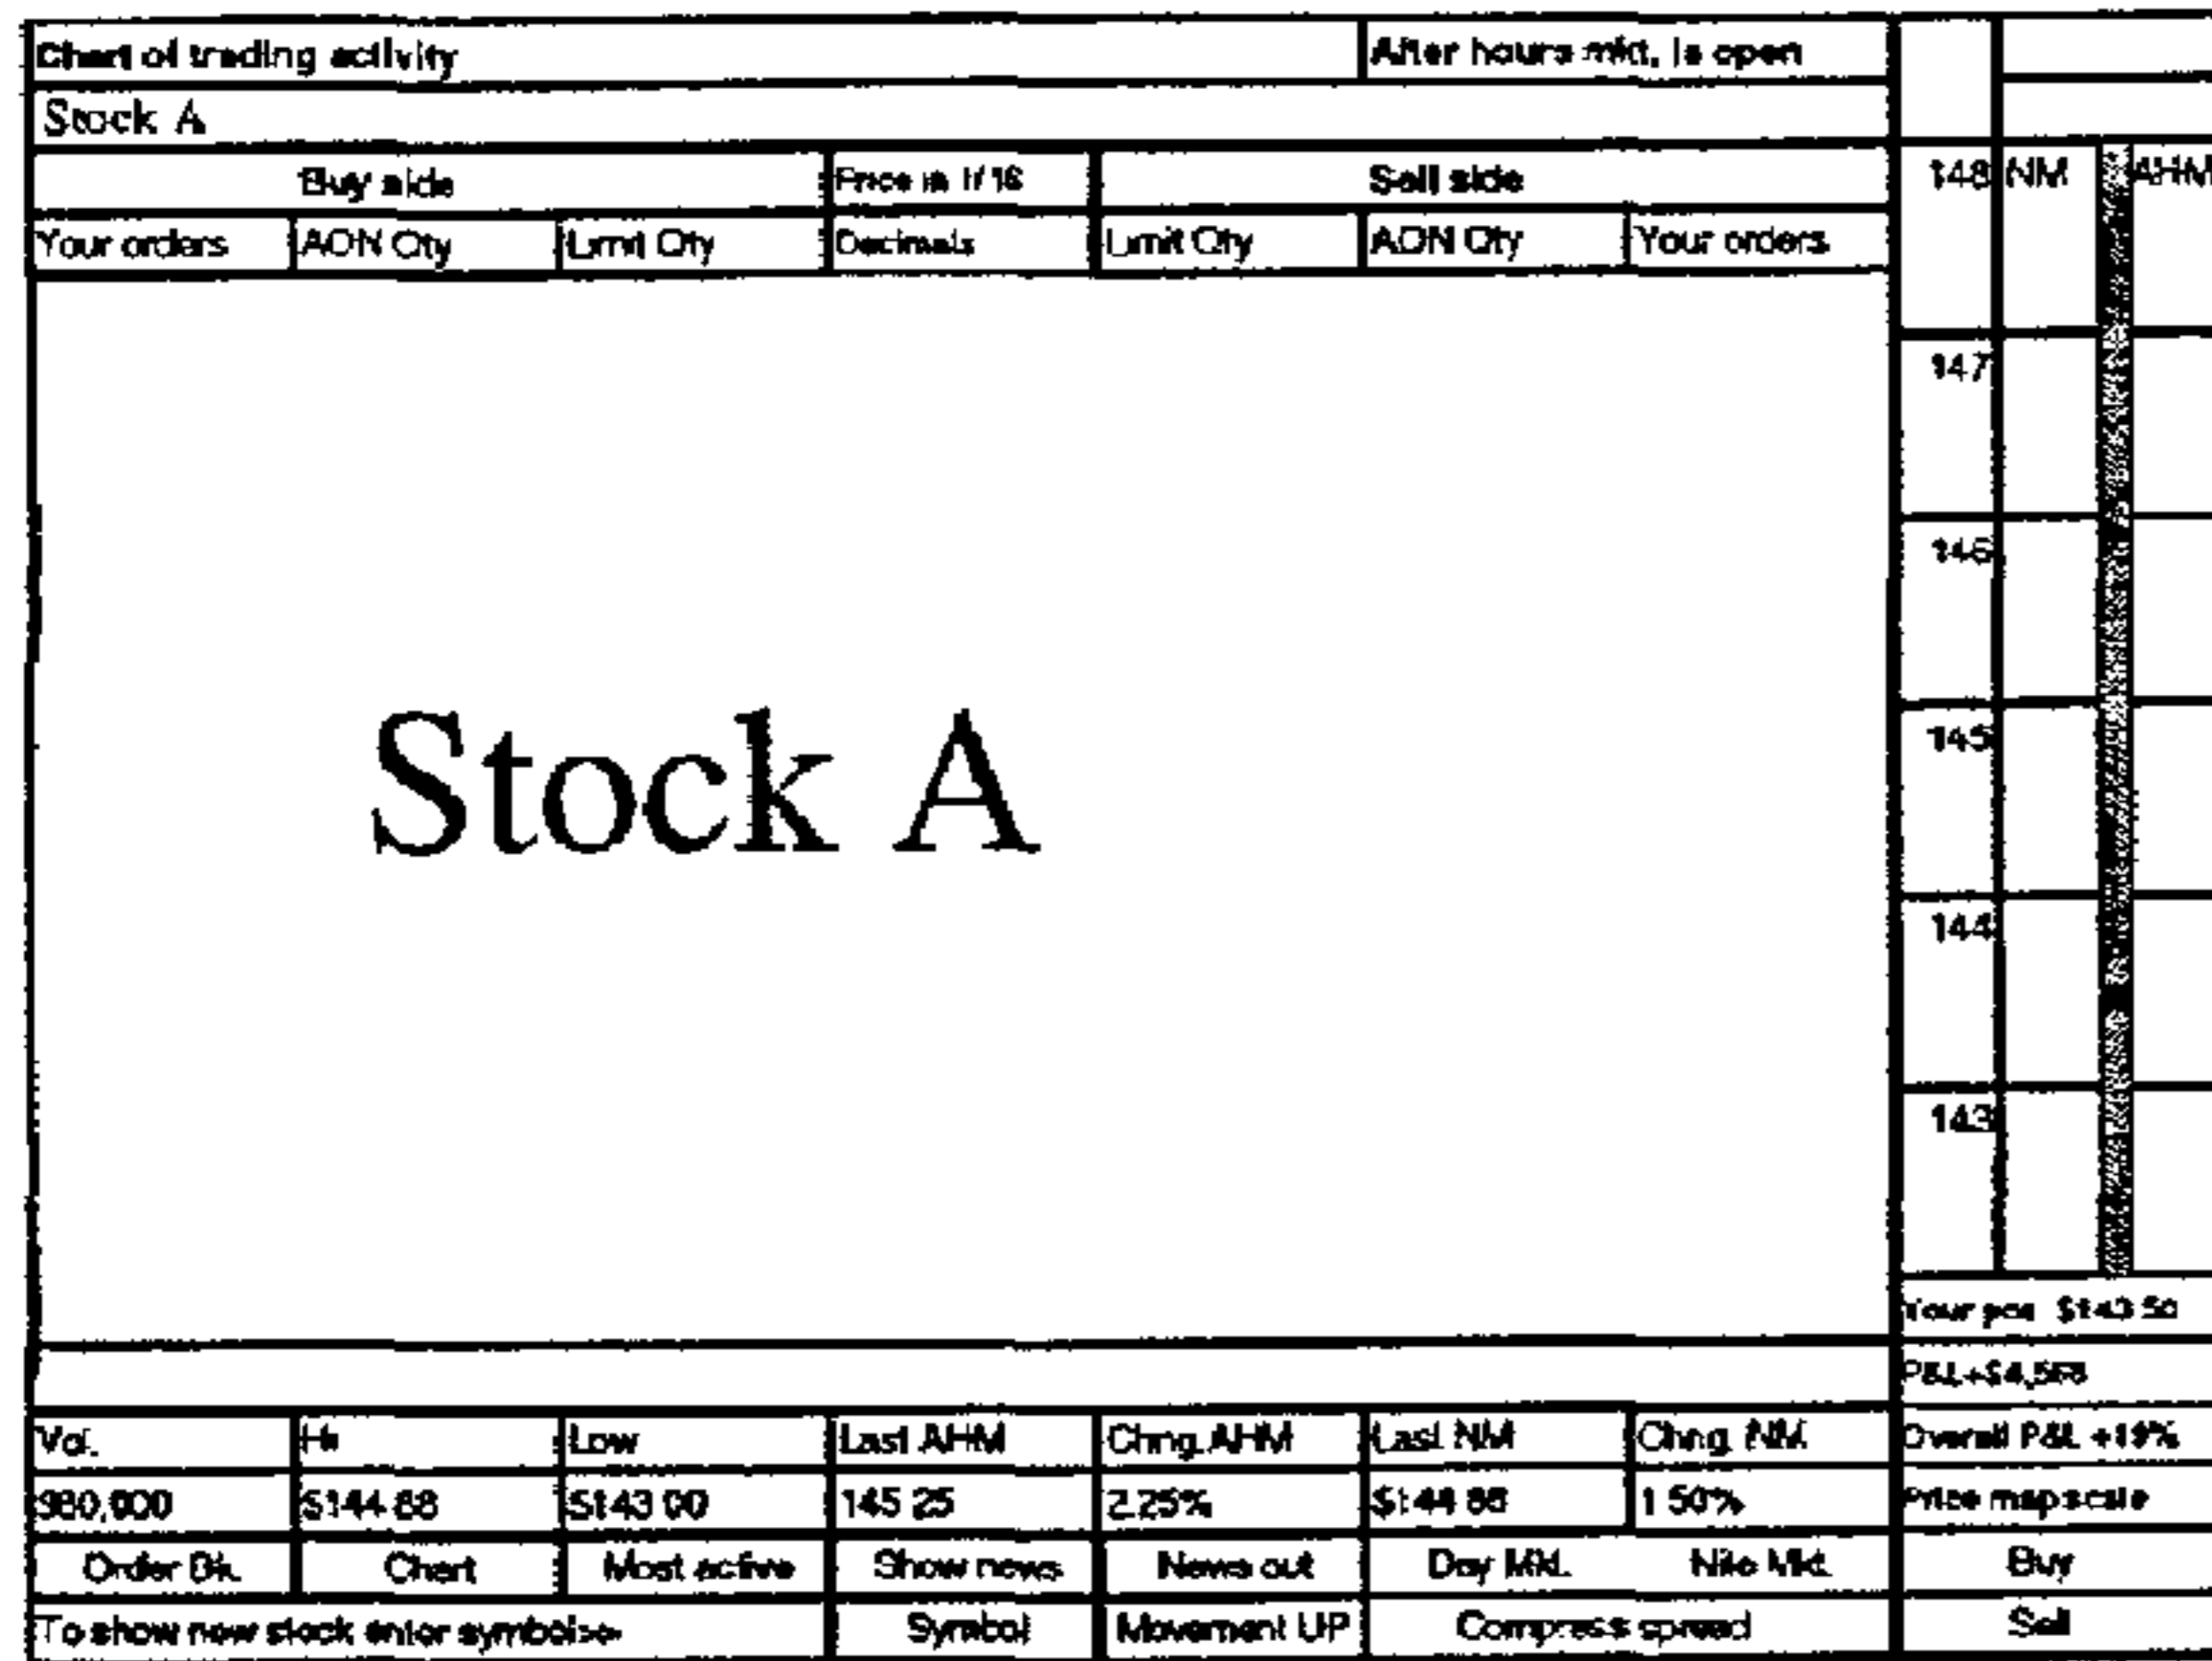 Chart of trading activity After hours mkt. is open
Stock A
Buy side Price in 1/16 Sell side 148 NM AHM
Your orders AON Qty Limit Qty Decimals Limit Qty AON Qty Your orders
147
146
145
Stock A
144
143
Your pos $143 50
P&L+$4,568
Vol. Hi Low Last AHM Chng. AHM Last NM Chng. NM Overall P&L +19%
980,000 $144 88 $143 00 145 25 2.25% $144 88 1 50% Price map scale
Order Bk. Chart Most active Show news News out Day Mkt. Nite Mkt. Buy
To show new stock enter symbol Symbol Movement UP Compress spread Sell